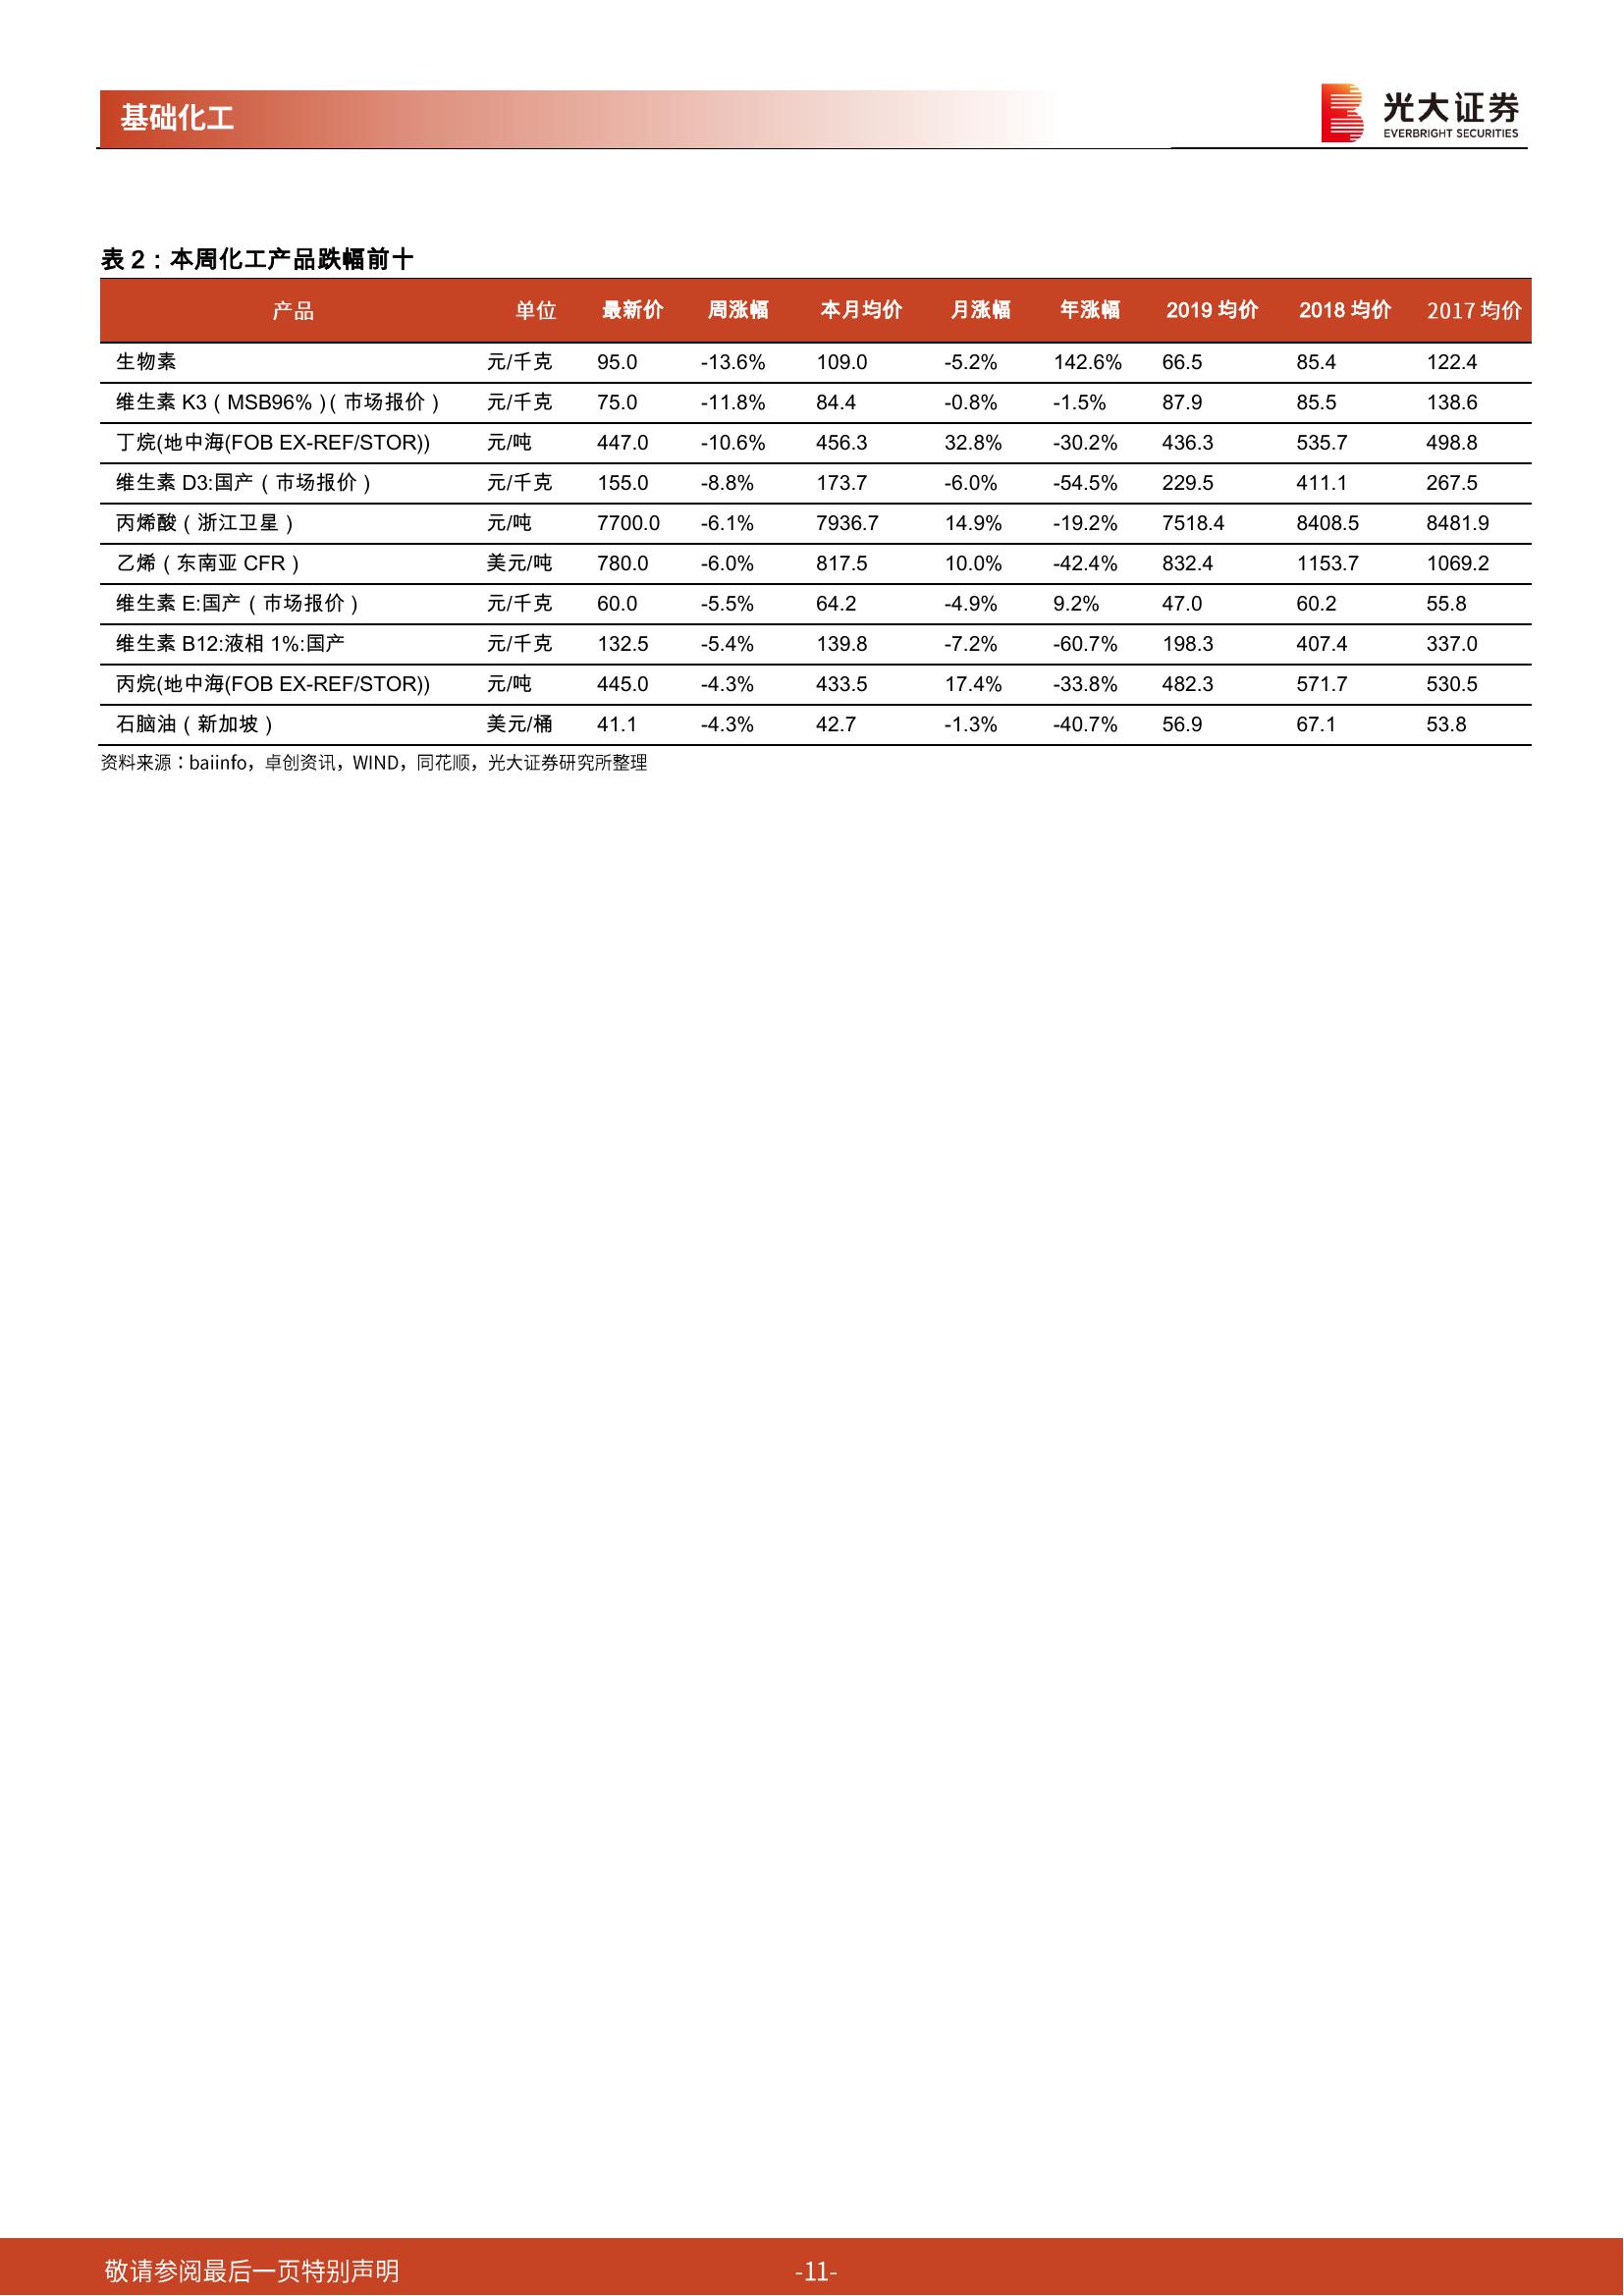 基础化工
光大证券
EVERBRIGHT SECURITIES
表 2：本周化工产品跌幅前十
产品 单位 最新价 周涨幅 本月均价 月涨幅 年涨幅 2019 均价 2018 均价 2017 均价
生物素 元/千克 95.0 -13.6% 109.0 -5.2% 142.6% 66.5 85.4 122.4
维生素 K3（MSB96%）（市场报价） 元/千克 75.0 -11.8% 84.4 -0.8% -1.5% 87.9 85.5 138.6
丁烷(地中海(FOB EX-REF/STOR)) 元/吨 447.0 -10.6% 456.3 32.8% -30.2% 436.3 535.7 498.8
维生素 D3:国产（市场报价） 元/千克 155.0 -8.8% 173.7 -6.0% -54.5% 229.5 411.1 267.5
丙烯酸（浙江卫星） 元/吨 7700.0 -6.1% 7936.7 14.9% -19.2% 7518.4 8408.5 8481.9
乙烯（东南亚 CFR） 美元/吨 780.0 -6.0% 817.5 10.0% -42.4% 832.4 1153.7 1069.2
维生素 E:国产（市场报价） 元/千克 60.0 -5.5% 64.2 -4.9% 9.2% 47.0 60.2 55.8
维生素 B12:液相 1%:国产 元/千克 132.5 -5.4% 139.8 -7.2% -60.7% 198.3 407.4 337.0
丙烷(地中海(FOB EX-REF/STOR)) 元/吨 445.0 -4.3% 433.5 17.4% -33.8% 482.3 571.7 530.5
石脑油（新加坡） 美元/桶 41.1 -4.3% 42.7 -1.3% -40.7% 56.9 67.1 53.8
资料来源：baiinfo，卓创资讯，WIND，同花顺，光大证券研究所整理
敬请参阅最后一页特别声明 -11-